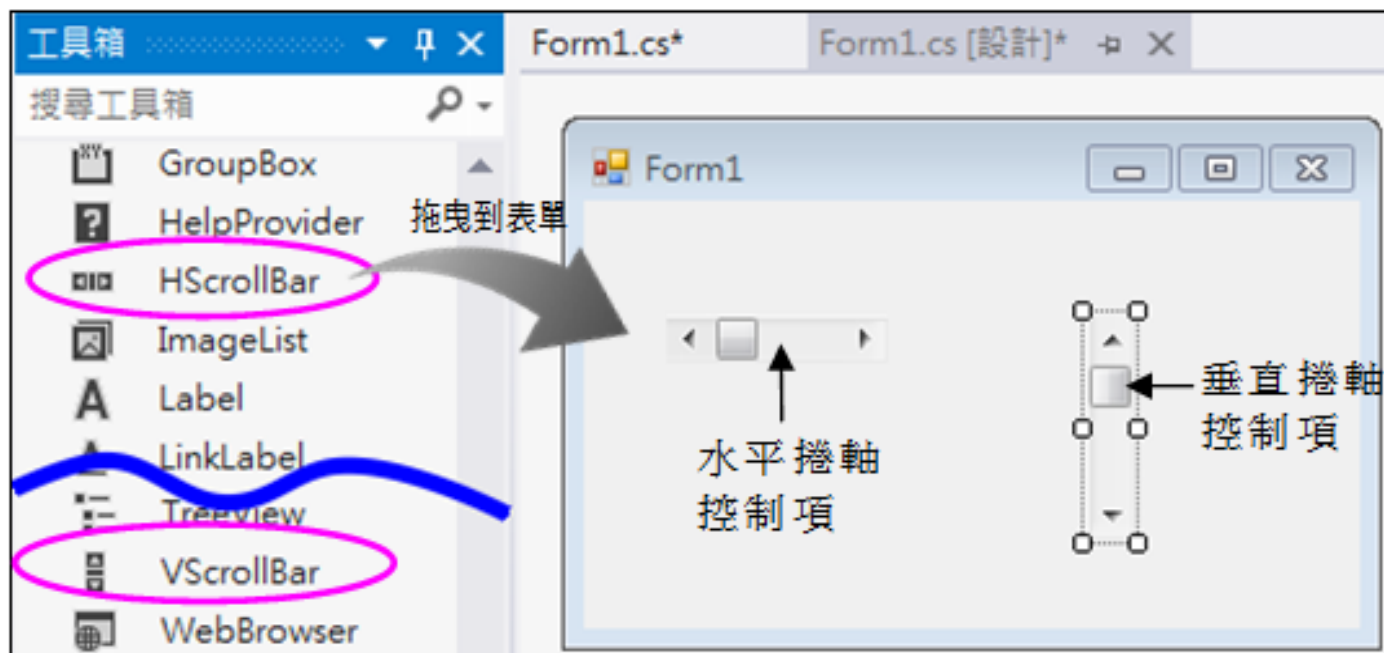 工具箱
搜尋工具箱
GroupBox
HelpProvider
HScrollBar
ImageList
Label
LinkLabel
TreeView
VScrollBar
WebBrowser
Form1.cs*
Form1.cs [設計]*
拖曳到表單
Form1
水平捲軸
控制項
垂直捲軸
控制項